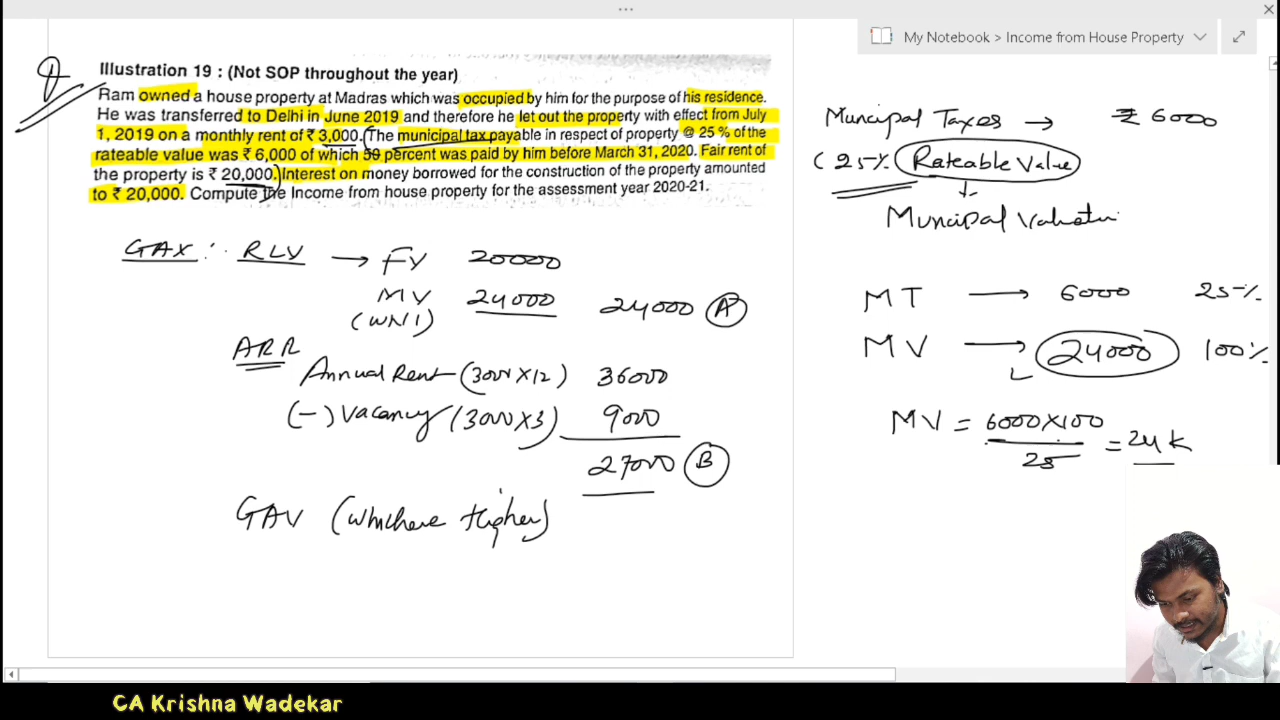 My Notebook > Income from House Property
Illustration 19 : (Not SOP throughout the year)
Ram owned a house property at Madras which was occupied by him for the purpose of his residence.
He was transferred to Delhi in June 2019 and therefore he let out the property with effect from July
1, 2019 on a monthly rent of ₹ 3,000. The municipal tax payable in respect of property @ 25 % of the
rateable value was ₹ 6,000 of which 50 percent was paid by him before March 31, 2020. Fair rent of
the property is ₹ 20,000. Interest on money borrowed for the construction of the property amounted
to ₹ 20,000. Compute the Income from house property for the assessment year 2020-21.
GAX : RLV → FY 20000
MV 24000 24000 A
(WN1)
ARR
Annual Rent (3000 X 12) 36000
(-) Vacancy (3000 X 3) 9000
27000 B
GAV (whichere Higher)
Muncipal Taxes → ₹ 6000
(25% Rateable Value
↓
Muncipal Valuatn
MT → 6000 25%
MV → 24000 100%
MV = 6000 X 100
25
= 24k
CA Krishna Wadekar